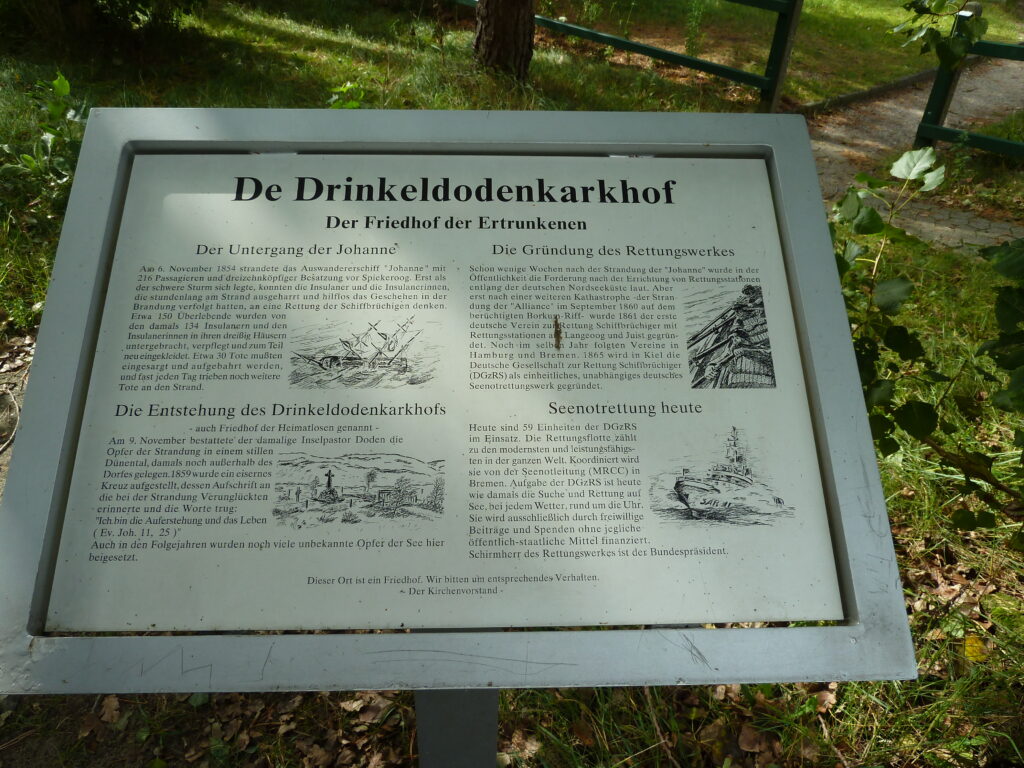 De Drinkeldodenkarkhof
Der Friedhof der Ertrunkenen
Der Untergang der Johanne
Am 6. November 1854 strandete das Auswandererschiff "Johanne" mit
216 Passagieren und dreizehnköpfiger Besatzung vor Spiekeroog. Erst als
der schwere Sturm sich legte, konnten die Insulaner und die Insulanerinnen,
die stundenlang am Strand ausgeharrt und hilflos das Geschehen in der
Brandung verfolgt hatten, an eine Rettung der Schiffbrüchigen denken.
Etwa 150 Überlebende wurden von
den damals 134 Insulanern und den
Insulanerinnen in ihren dreißig Häusern
untergebracht, verpflegt und zum Teil
neu eingekleidet. Etwa 30 Tote mußten
eingesargt und aufgebahrt werden,
und fast jeden Tag trieben noch weitere
Tote an den Strand.
Die Entstehung des Drinkeldodenkarkhofs
- auch Friedhof der Heimatlosen genannt -
Am 9. November bestattete der damalige Inselpastor Doden die
Opfer der Strandung in einem stillen
Dünental, damals noch außerhalb des
Dorfes gelegen. 1859 wurde ein eisernes
Kreuz aufgestellt, dessen Aufschrift an
die bei der Strandung Verunglückten
erinnerte und die Worte trug:
"Ich bin die Auferstehung und das Leben
( Ev. Joh. 11, 25 )"
Auch in den Folgejahren wurden noch viele unbekannte Opfer der See hier
beigesetzt.
Die Gründung des Rettungswerkes
Schon wenige Wochen nach der Strandung der "Johanne" wurde in der
Öffentlichkeit die Forderung nach der Errichtung von Rettungsstationen
entlang der deutschen Nordseeküste laut. Aber
erst nach einer weiteren Kathastrophe -der Stran-
dung der "Alliance" im September 1860 auf dem
berüchtigten Borkum-Riff- wurde 1861 der erste
deutsche Verein zur Rettung Schiffbrüchiger mit
Rettungsstationen auf Langeoog und Juist gegrün-
det. Noch im selben Jahr folgten Vereine in
Hamburg und Bremen. 1865 wird in Kiel die
Deutsche Gesellschaft zur Rettung Schiffbrüchiger
(DGzRS) als einheitliches, unabhängiges deutsches
Seenotrettungswerk gegründet.
Seenotrettung heute
Heute sind 59 Einheiten der DGzRS
im Einsatz. Die Rettungsflotte zählt
zu den modernsten und leistungsfähigs-
ten in der ganzen Welt. Koordiniert wird
sie von der Seenotleitung (MRCC) in
Bremen. Aufgabe der DGzRS ist heute
wie damals die Suche und Rettung auf
See, bei jedem Wetter, rund um die Uhr.
Sie wird ausschließlich durch freiwillige
Beiträge und Spenden ohne jegliche
öffentlich-staatliche Mittel finanziert.
Schirmherr des Rettungswerkes ist der Bundespräsident.
SAR
Dieser Ort ist ein Friedhof. Wir bitten um entsprechendes Verhalten.
- Der Kirchenvorstand -